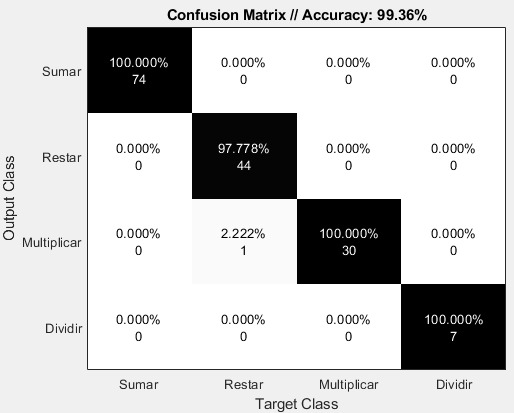 Confusion Matrix // Accuracy: 99.36%
Output Class
Sumar
100.000% 0.000% 0.000% 0.000%
74 0 0 0
Restar
0.000% 97.778% 0.000% 0.000%
0 44 0 0
Multiplicar
0.000% 2.222% 100.000% 0.000%
0 1 30 0
Dividir
0.000% 0.000% 0.000% 100.000%
0 0 0 7
Sumar Restar Multiplicar Dividir
Target Class